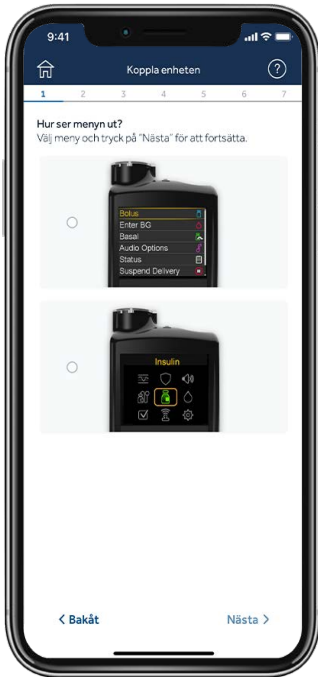 9:41
Koppla enheten ?
1 2 3 4 5 6 7
Hur ser menyn ut?
Välj meny och tryck på "Nästa" för att fortsätta.
Bolus
Enter BG
Basal
Audio Options
Status
Suspend Delivery
Insulin
< Bakåt Nästa >